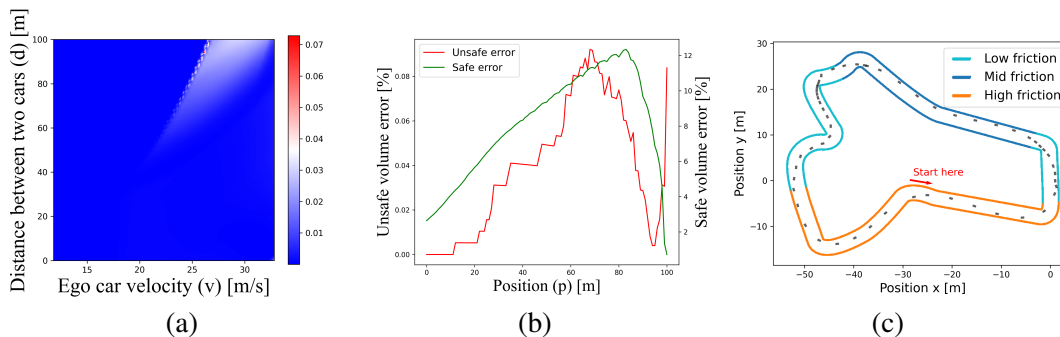 Distance between two cars (d) [m]
100
80
60
40
20
0
15
20
25
30
Ego car velocity (v) [m/s]
0.07
0.06
0.05
0.04
0.03
0.02
0.01
(a)
Unsafe error
Safe error
Unsafe volume error [%]
0.08
0.06
0.04
0.02
0.00
0
20
40
60
80
100
Position (p) [m]
12
10
8
6
4
2
Safe volume error [%]
(b)
Low friction
Mid friction
High friction
Start here
Position y [m]
30
20
10
0
−10
−50
−40
−30
−20
−10
0
Position x [m]
(c)